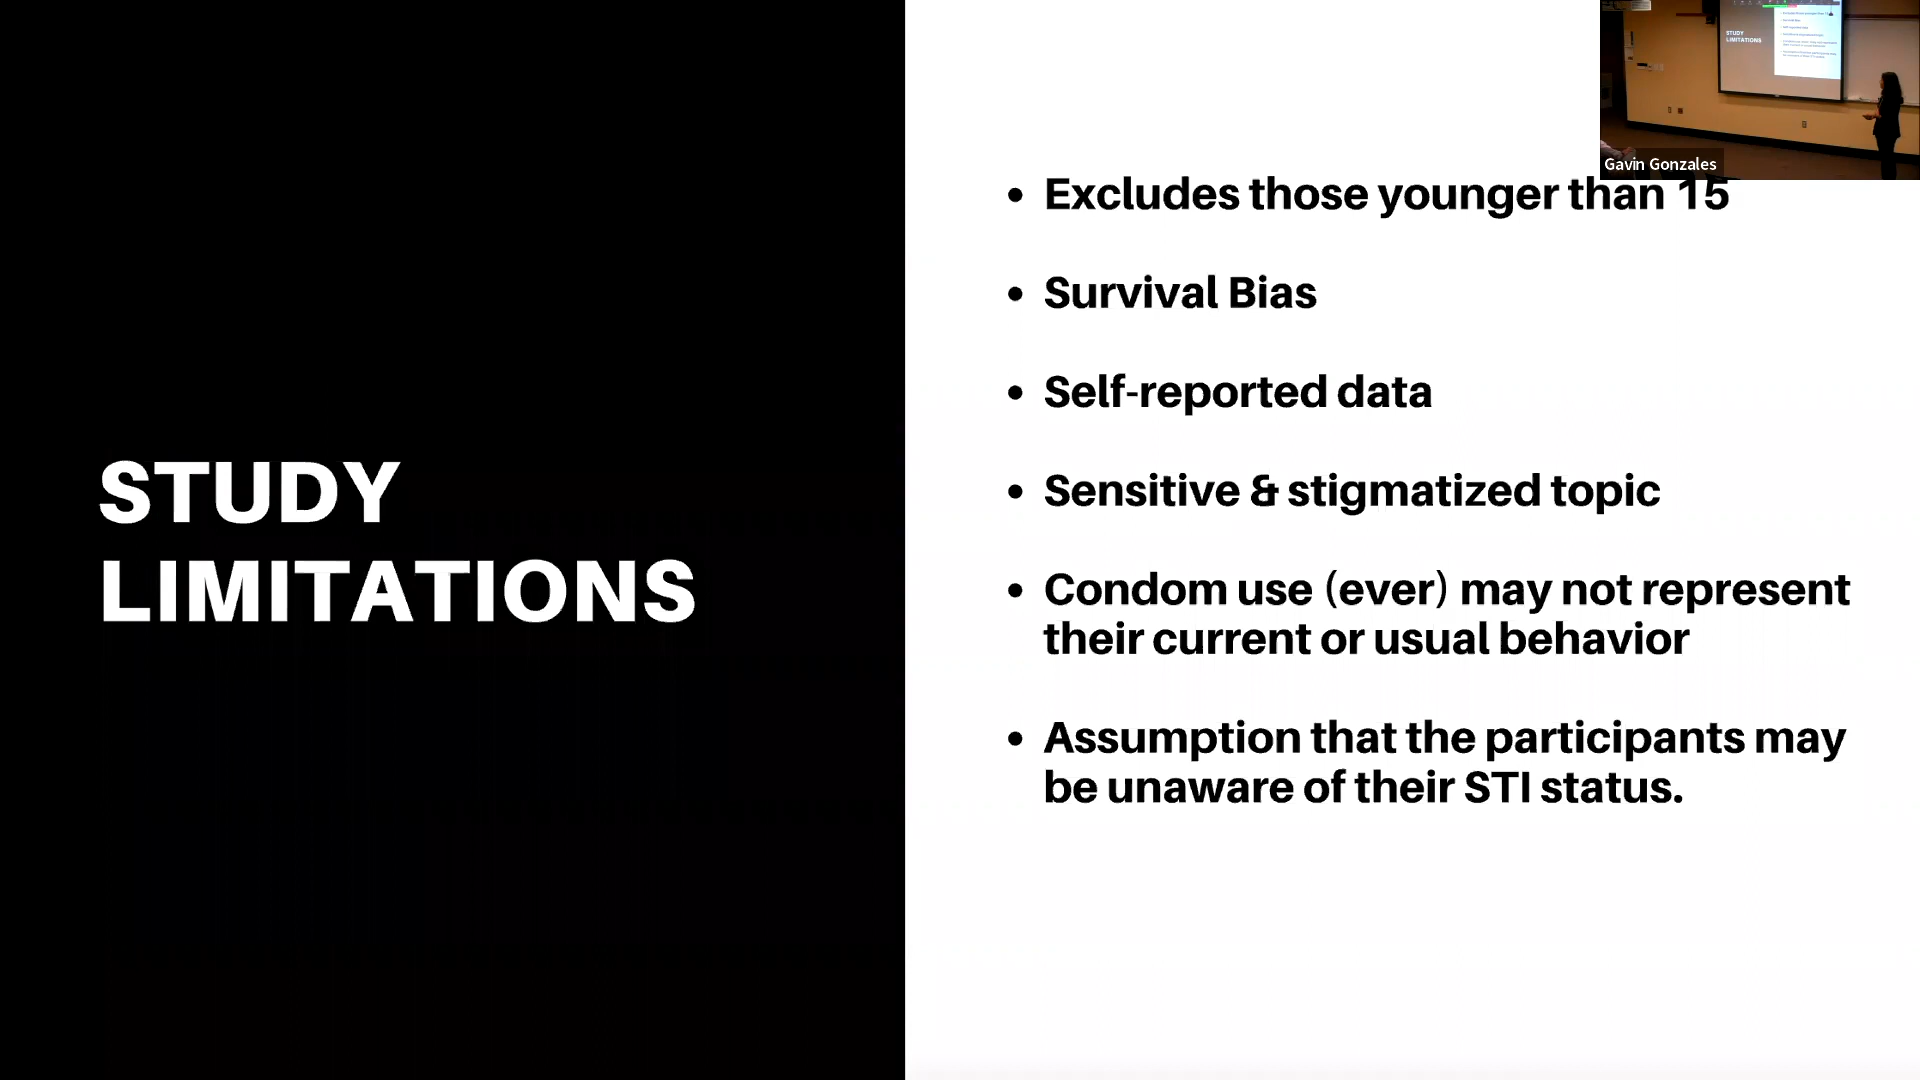 STUDY
LIMITATIONS
Gavin Gonzales
• Excludes those younger than 15
• Survival Bias
• Self-reported data
• Sensitive & stigmatized topic
• Condom use (ever) may not represent
their current or usual behavior
• Assumption that the participants may
be unaware of their STI status.
STUDY
LIMITATIONS